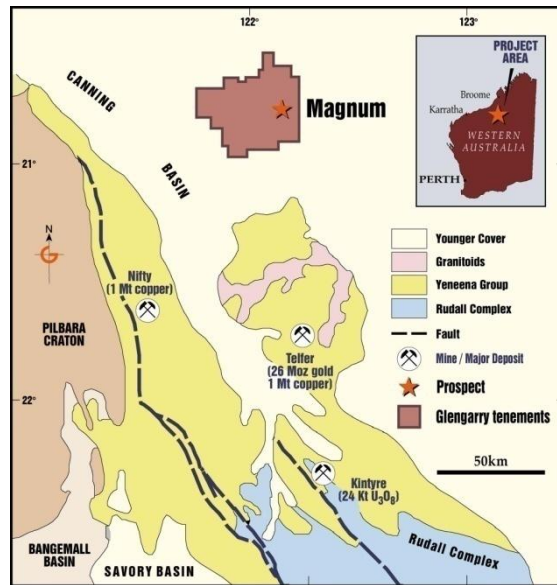 122°
123°
CANNING
BASIN
Magnum
PROJECT
AREA
Broome
Karratha
WESTERN
AUSTRALIA
PERTH
21°
N
G
Nifty
(1 Mt copper)
PILBARA
CRATON
Telfer
(26 Moz gold
1 Mt copper)
Younger Cover
Granitoids
Yeneena Group
Rudall Complex
Fault
Mine / Major Deposit
Prospect
Glengarry tenements
22°
50km
Kintyre
(24 Kt U₃O₈)
Rudall Complex
BANGEMALL
BASIN
SAVORY BASIN